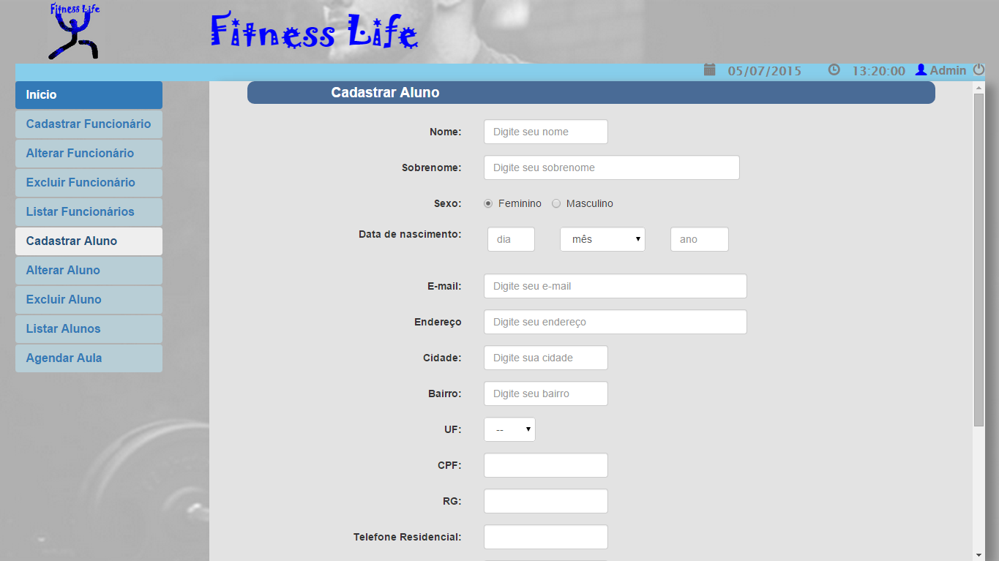 Fitness Life
Fitness Life
05/07/2015 13:20:00 Admin
Início
Cadastrar Funcionário
Alterar Funcionário
Excluir Funcionário
Listar Funcionários
Cadastrar Aluno
Alterar Aluno
Excluir Aluno
Listar Alunos
Agendar Aula
Cadastrar Aluno
Nome: Digite seu nome
Sobrenome: Digite seu sobrenome
Sexo: Feminino Masculino
Data de nascimento: dia mês ano
E-mail: Digite seu e-mail
Endereço Digite seu endereço
Cidade: Digite sua cidade
Bairro: Digite seu bairro
UF: --
CPF:
RG:
Telefone Residencial: